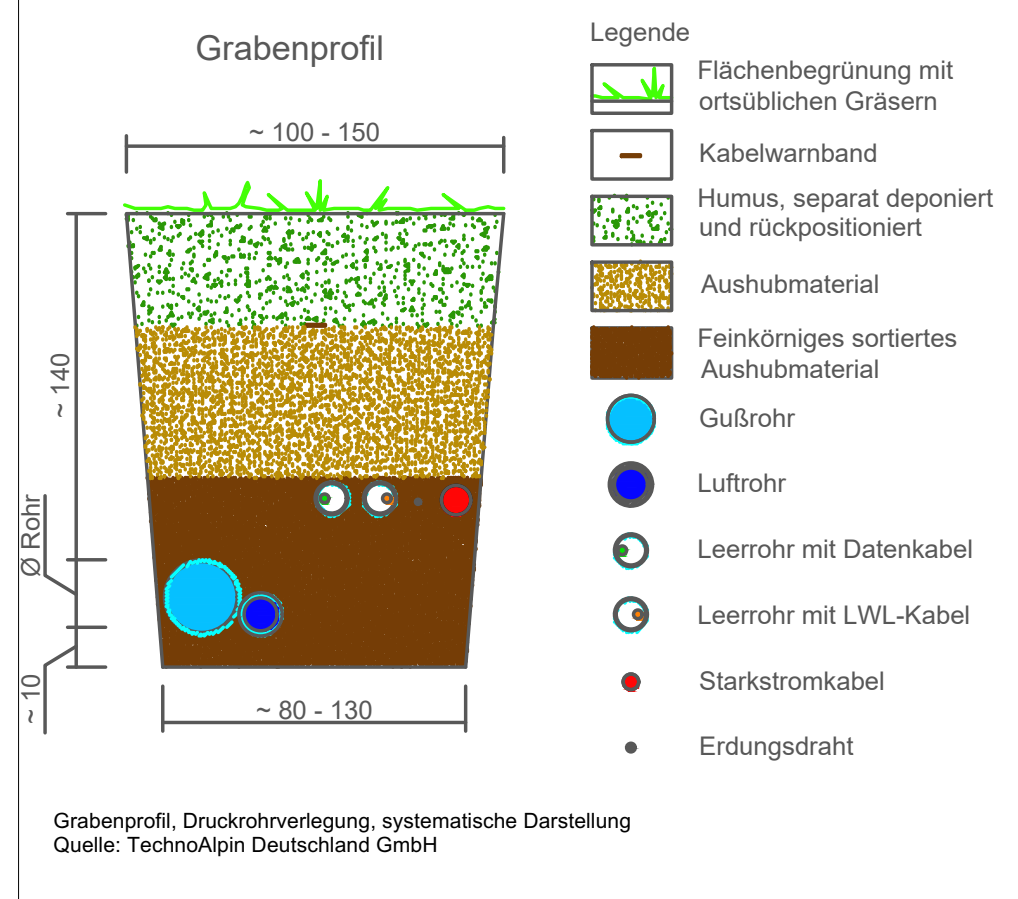 Grabenprofil
~ 100 - 150
~ 140
Ø Rohr
~ 10
~ 80 - 130
Legende
Flächenbegrünung mit
ortsüblichen Gräsern
Kabelwarnband
Humus, separat deponiert
und rückpositioniert
Aushubmaterial
Feinkörniges sortiertes
Aushubmaterial
Gußrohr
Luftrohr
Leerrohr mit Datenkabel
Leerrohr mit LWL-Kabel
Starkstromkabel
Erdungsdraht
Grabenprofil, Druckrohrverlegung, systematische Darstellung
Quelle: TechnoAlpin Deutschland GmbH